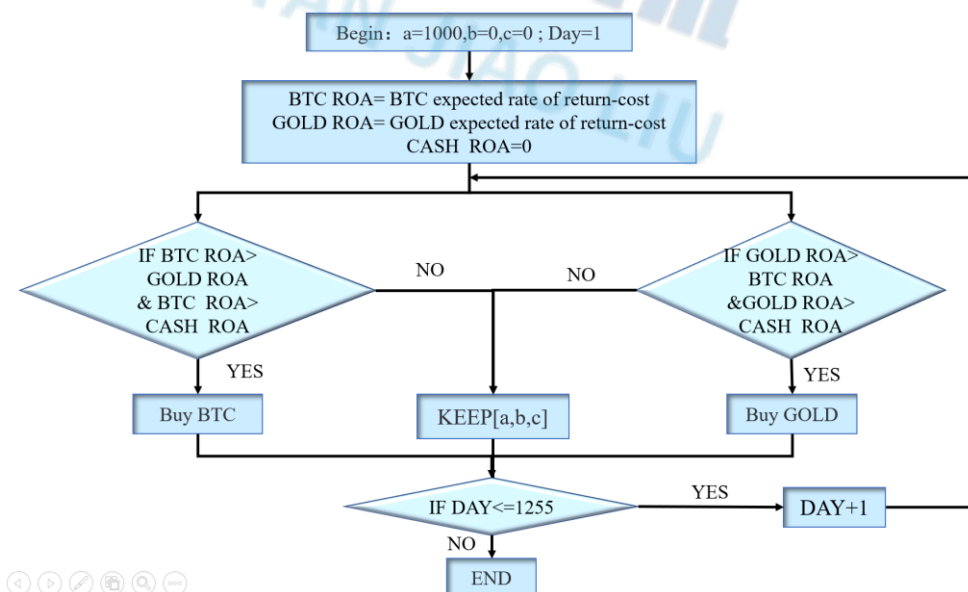 Begin：a=1000,b=0,c=0 ; Day=1
BTC ROA= BTC expected rate of return-cost
GOLD ROA= GOLD expected rate of return-cost
CASH ROA=0
IF BTC ROA>
GOLD ROA
& BTC ROA>
CASH ROA
NO
NO
IF GOLD ROA>
BTC ROA
&GOLD ROA>
CASH ROA
YES
YES
Buy BTC
KEEP[a,b,c]
Buy GOLD
IF DAY<=1255
YES
DAY+1
NO
END
JIAO LIU